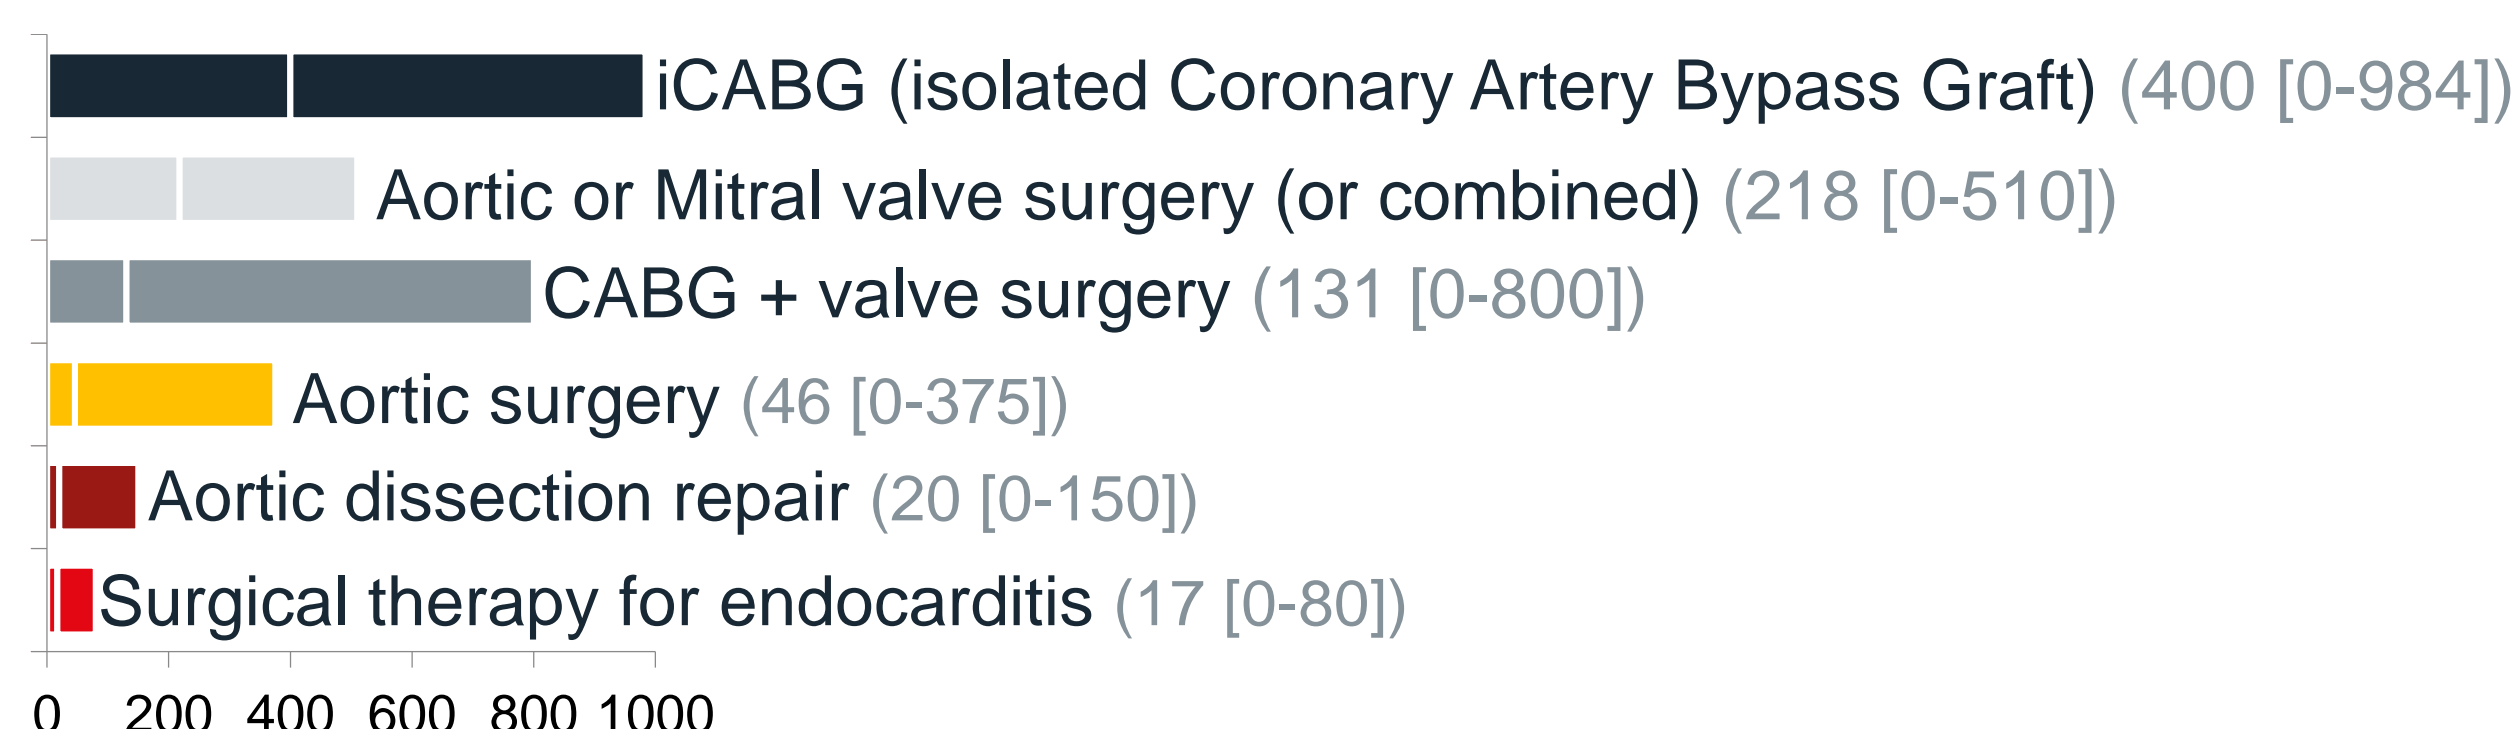 iCABG (isolated Coronary Artery Bypass Graft) (400 [0-984])
Aortic or Mitral valve surgery (or combined) (218 [0-510])
CABG + valve surgery (131 [0-800])
Aortic surgery (46 [0-375])
Aortic dissection repair (20 [0-150])
Surgical therapy for endocarditis (17 [0-80])
0 200 400 600 800 1000